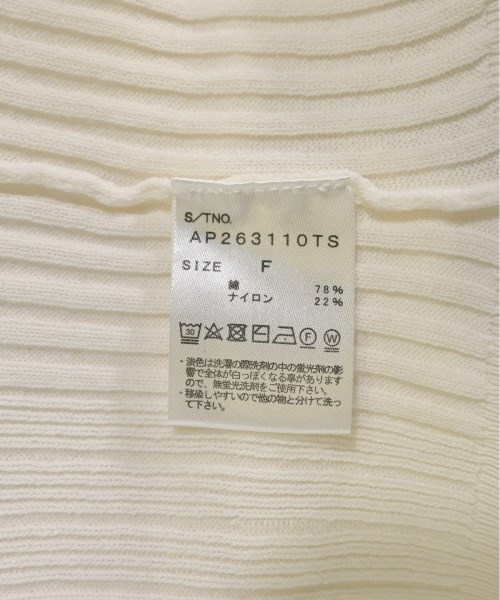 S/TNO.
AP263110TS
SIZE F
綿 78%
ナイロン 22%
30 F W
・淡色は洗濯の際洗剤の中の蛍光剤の影
響で全体が白っぽくなる事があります
ので、無蛍光洗剤をご使用下さい。
・移染しやすいので他の物と分けて洗っ
て下さい。